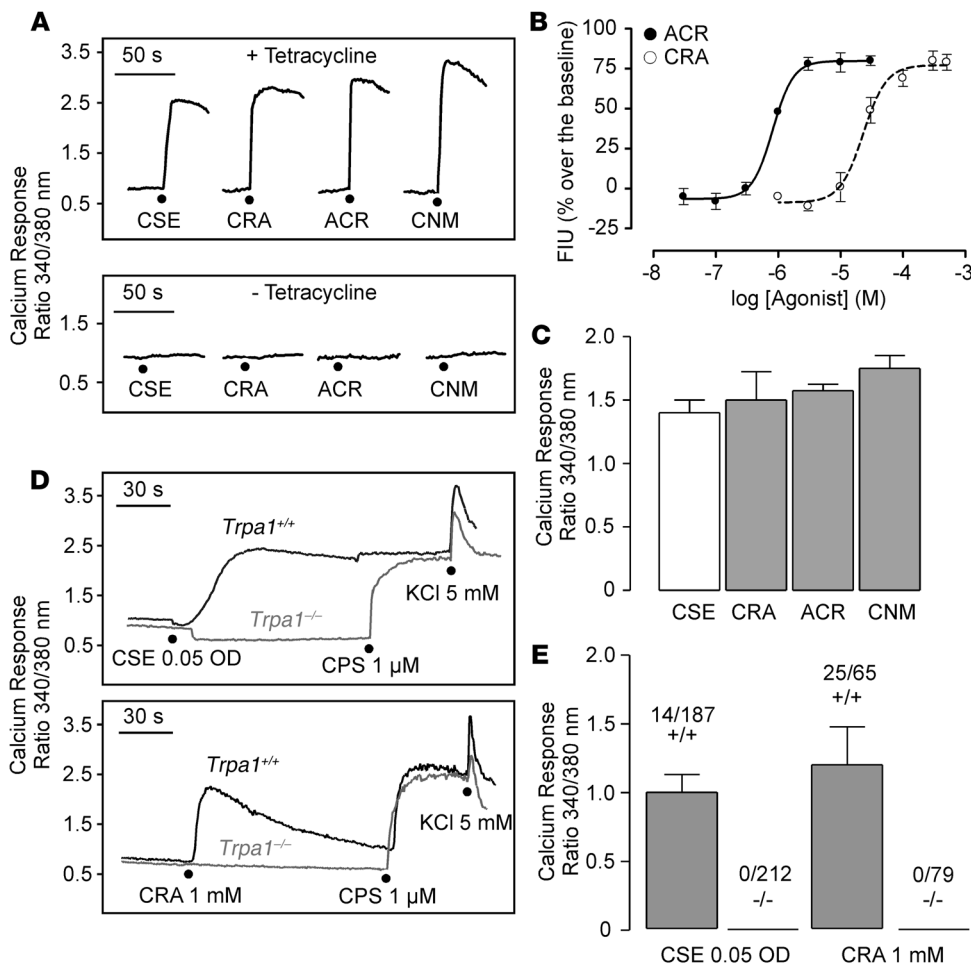 A
Calcium Response
Ratio 340/380 nm
3.5
2.5
1.5
0.5
50 s
+ Tetracycline
CSE
CRA
ACR
CNM
50 s
- Tetracycline
1.5
0.5
CSE
CRA
ACR
CNM
B
FIU (% over the baseline)
ACR
CRA
75
50
25
0
-25
-8
-7
-6
-5
-4
-3
log [Agonist] (M)
C
Calcium Response
Ratio 340/380 nm
2.0
1.5
1.0
0.5
0
CSE
CRA
ACR
CNM
D
Calcium Response
Ratio 340/380 nm
30 s
3.5
2.5
1.5
0.5
Trpa1+/+
Trpa1–/–
KCl 5 mM
CSE 0.05 OD
CPS 1 µM
Calcium Response
Ratio 340/380 nm
30 s
3.5
2.5
1.5
0.5
Trpa1+/+
Trpa1–/–
KCl 5 mM
CRA 1 mM
CPS 1 µM
E
Calcium Response
Ratio 340/380 nm
2.0
1.5
1.0
0.5
0
14/187
+/+
0/212
-/-
25/65
+/+
0/79
-/-
CSE 0.05 OD
CRA 1 mM